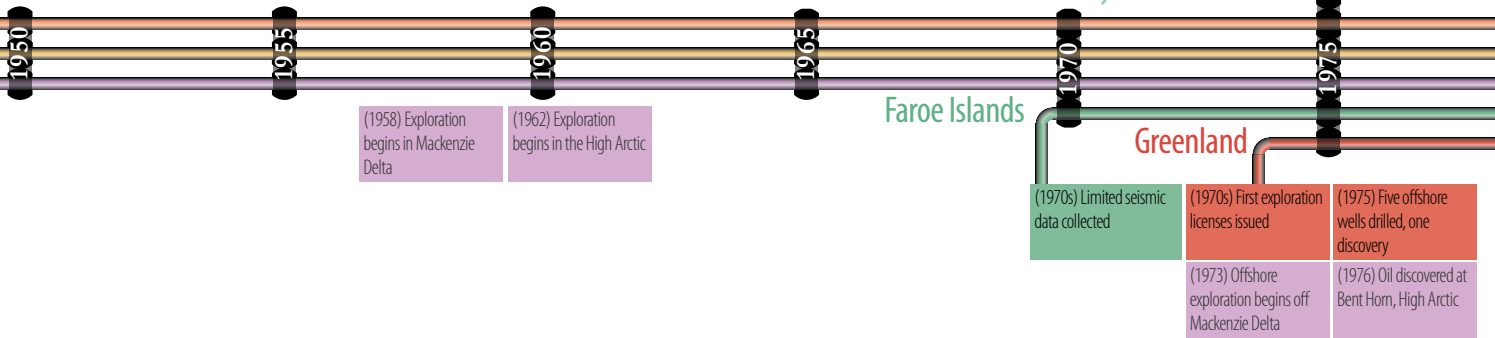 1950
1955
1960
1965
1970
1975
(1958) Exploration
begins in Mackenzie
Delta
(1962) Exploration
begins in the High Arctic
Faroe Islands
Greenland
(1970s) Limited seismic
data collected
(1970s) First exploration
licenses issued
(1975) Five offshore
wells drilled, one
discovery
(1973) Offshore
exploration begins off
Mackenzie Delta
(1976) Oil discovered at
Bent Horn, High Arctic